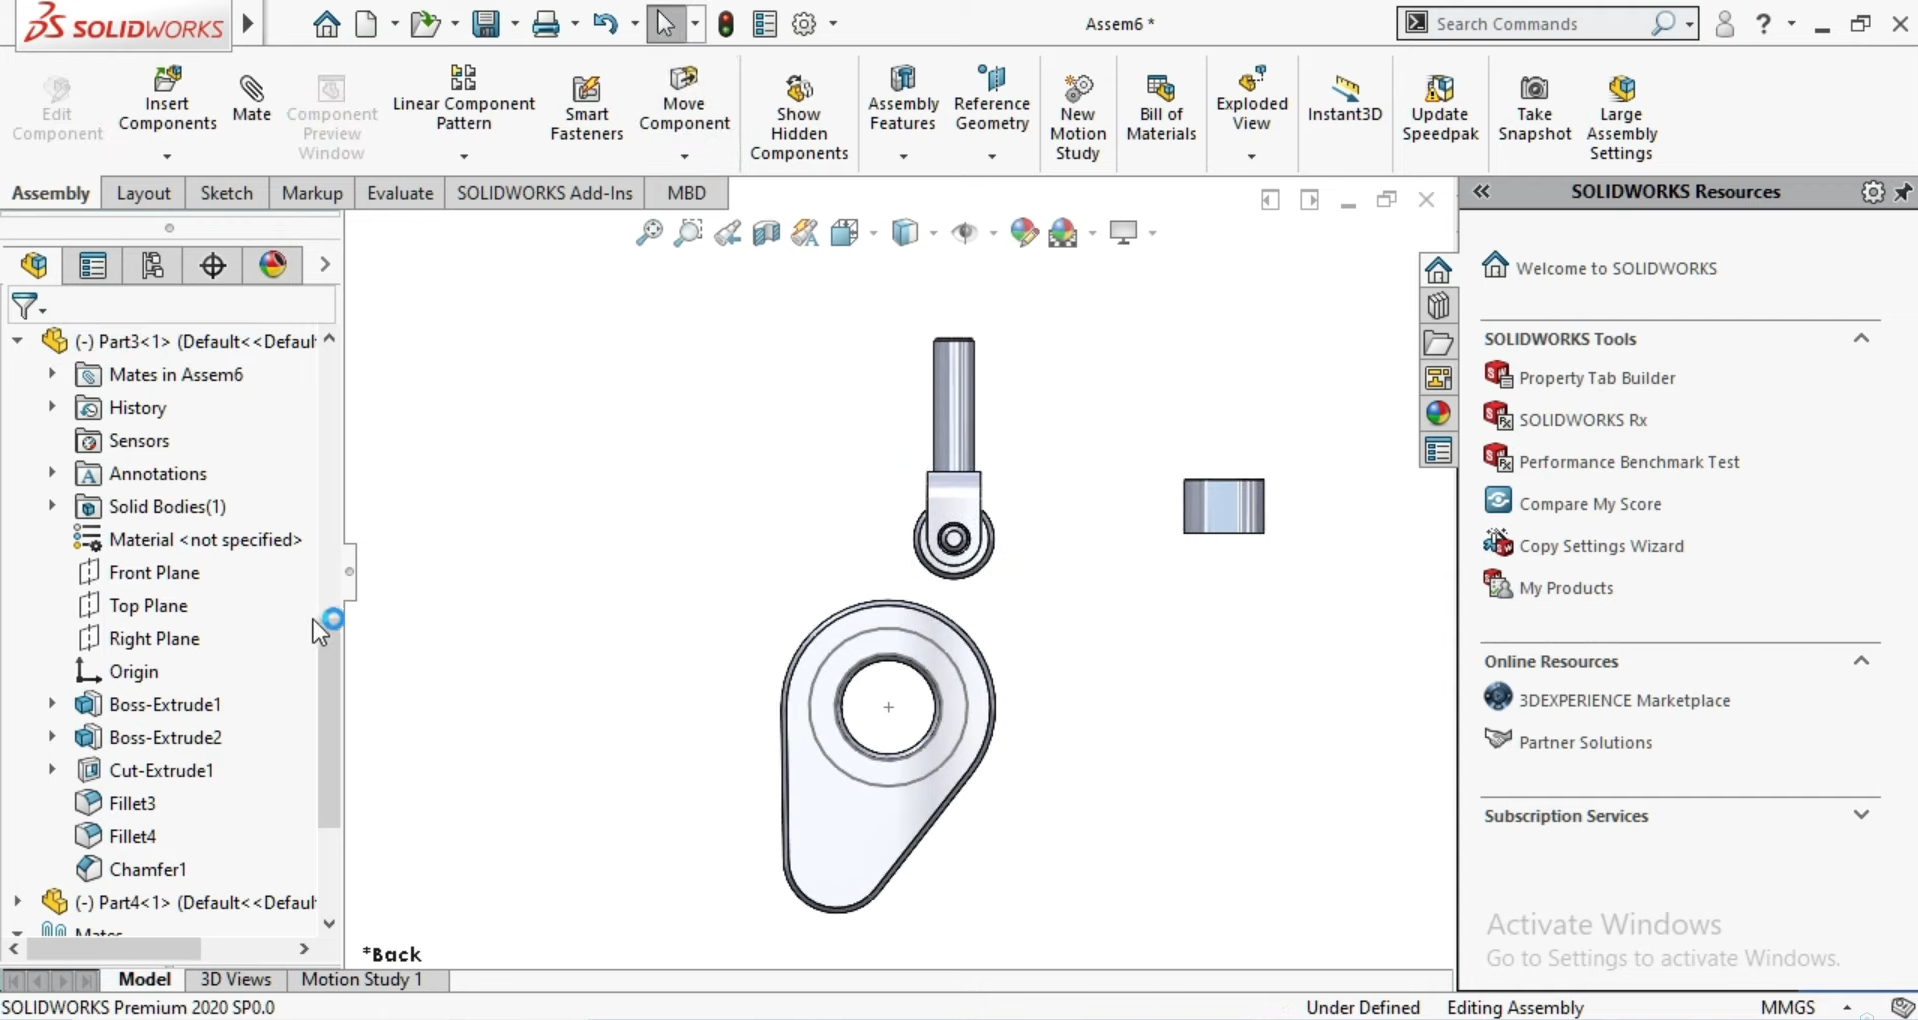 SOLIDWORKS
Assem6 *
Search Commands
?
Edit
Component
Insert
Components
Mate
Component
Preview
Window
Linear Component
Pattern
Smart
Fasteners
Move
Component
Show
Hidden
Components
Assembly
Features
Reference
Geometry
New
Motion
Study
Bill of
Materials
Exploded
View
Instant3D
Update
Speedpak
Take
Snapshot
Large
Assembly
Settings
Assembly
Layout
Sketch
Markup
Evaluate
SOLIDWORKS Add-Ins
MBD
SOLIDWORKS Resources
(-) Part3<1> (Default<<Defaul
Mates in Assem6
History
Sensors
Annotations
Solid Bodies(1)
Material <not specified>
Front Plane
Top Plane
Right Plane
Origin
Boss-Extrude1
Boss-Extrude2
Cut-Extrude1
Fillet3
Fillet4
Chamfer1
(-) Part4<1> (Default<<Defaul
Mates
*Back
Welcome to SOLIDWORKS
SOLIDWORKS Tools
Property Tab Builder
SOLIDWORKS Rx
Performance Benchmark Test
Compare My Score
Copy Settings Wizard
My Products
Online Resources
3DEXPERIENCE Marketplace
Partner Solutions
Subscription Services
Activate Windows
Go to Settings to activate Windows.
Model
3D Views
Motion Study 1
SOLIDWORKS Premium 2020 SP0.0
Under Defined
Editing Assembly
MMGS